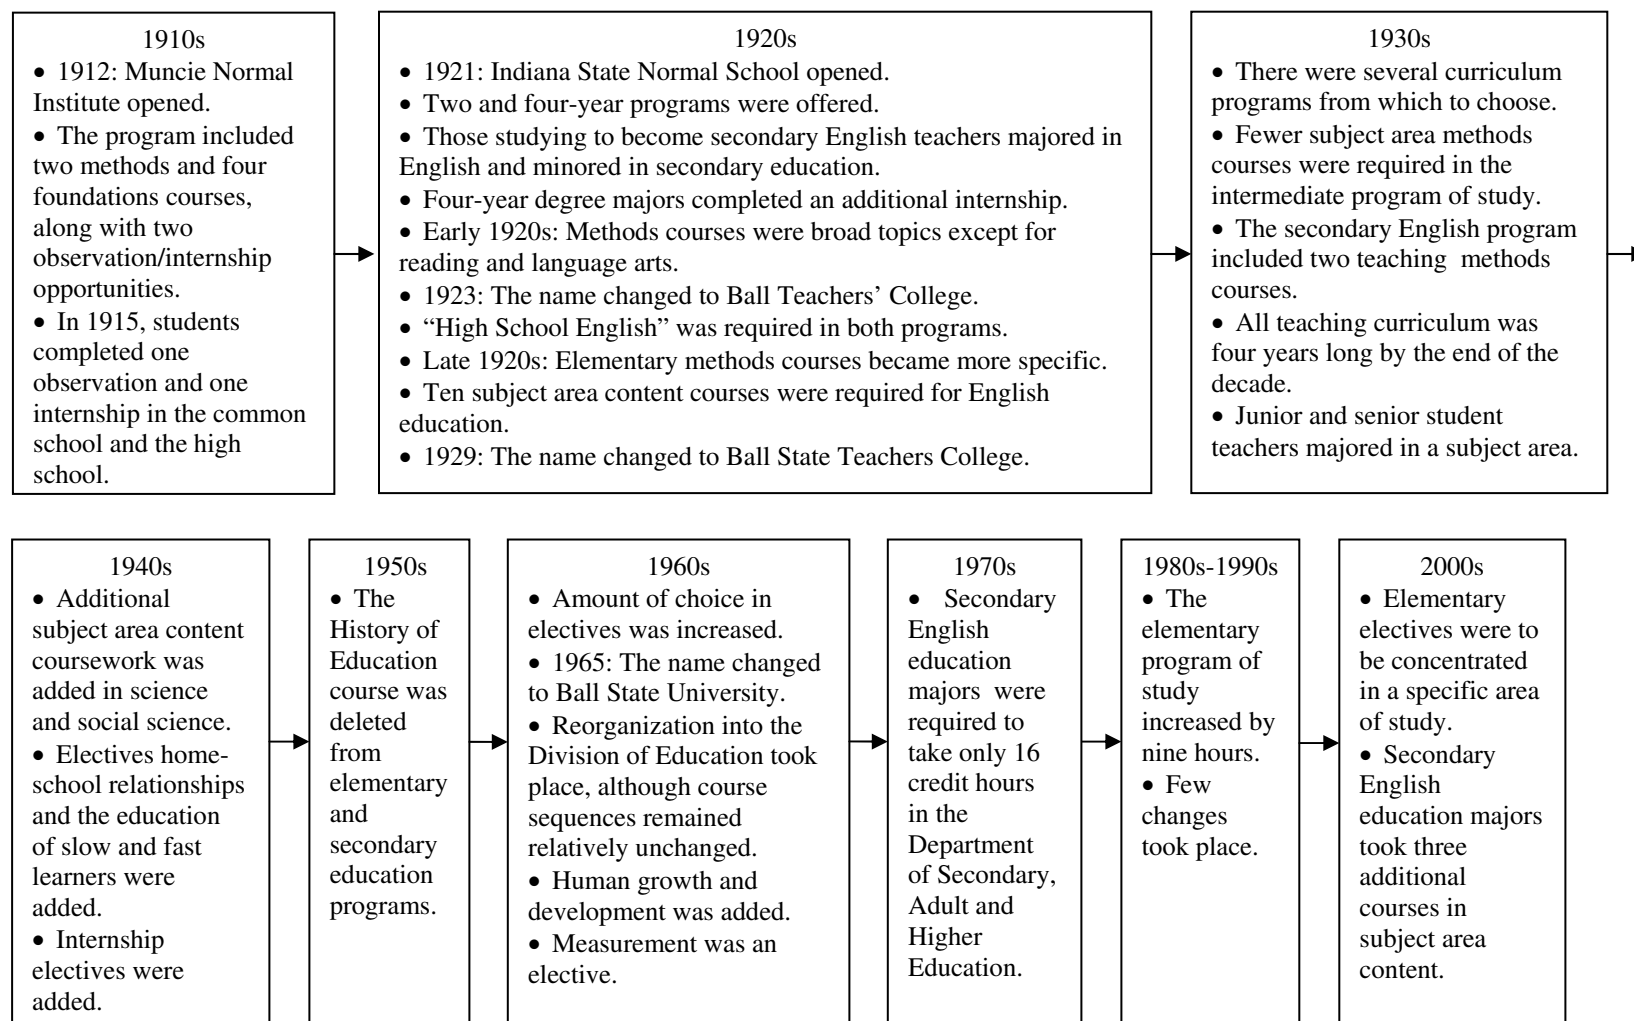 1910s
• 1912: Muncie Normal
Institute opened.
• The program included
two methods and four
foundations courses,
along with two
observation/internship
opportunities.
• In 1915, students
completed one
observation and one
internship in the common
school and the high
school.
1920s
• 1921: Indiana State Normal School opened.
• Two and four-year programs were offered.
• Those studying to become secondary English teachers majored in
English and minored in secondary education.
• Four-year degree majors completed an additional internship.
• Early 1920s: Methods courses were broad topics except for
reading and language arts.
• 1923: The name changed to Ball Teachers’ College.
• “High School English” was required in both programs.
• Late 1920s: Elementary methods courses became more specific.
• Ten subject area content courses were required for English
education.
• 1929: The name changed to Ball State Teachers College.
1930s
• There were several curriculum
programs from which to choose.
• Fewer subject area methods
courses were required in the
intermediate program of study.
• The secondary English program
included two teaching methods
courses.
• All teaching curriculum was
four years long by the end of the
decade.
• Junior and senior student
teachers majored in a subject area.
1940s
• Additional
subject area content
coursework was
added in science
and social science.
• Electives home-
school relationships
and the education
of slow and fast
learners were
added.
• Internship
electives were
added.
1950s
• The
History of
Education
course was
deleted
from
elementary
and
secondary
education
programs.
1960s
• Amount of choice in
electives was increased.
• 1965: The name changed
to Ball State University.
• Reorganization into the
Division of Education took
place, although course
sequences remained
relatively unchanged.
• Human growth and
development was added.
• Measurement was an
elective.
1970s
• Secondary
English
education
majors were
required to
take only 16
credit hours
in the
Department
of Secondary,
Adult and
Higher
Education.
1980s-1990s
• The
elementary
program of
study
increased by
nine hours.
• Few
changes
took place.
2000s
• Elementary
electives were to
be concentrated
in a specific area
of study.
• Secondary
English
education majors
took three
additional
courses in
subject area
content.